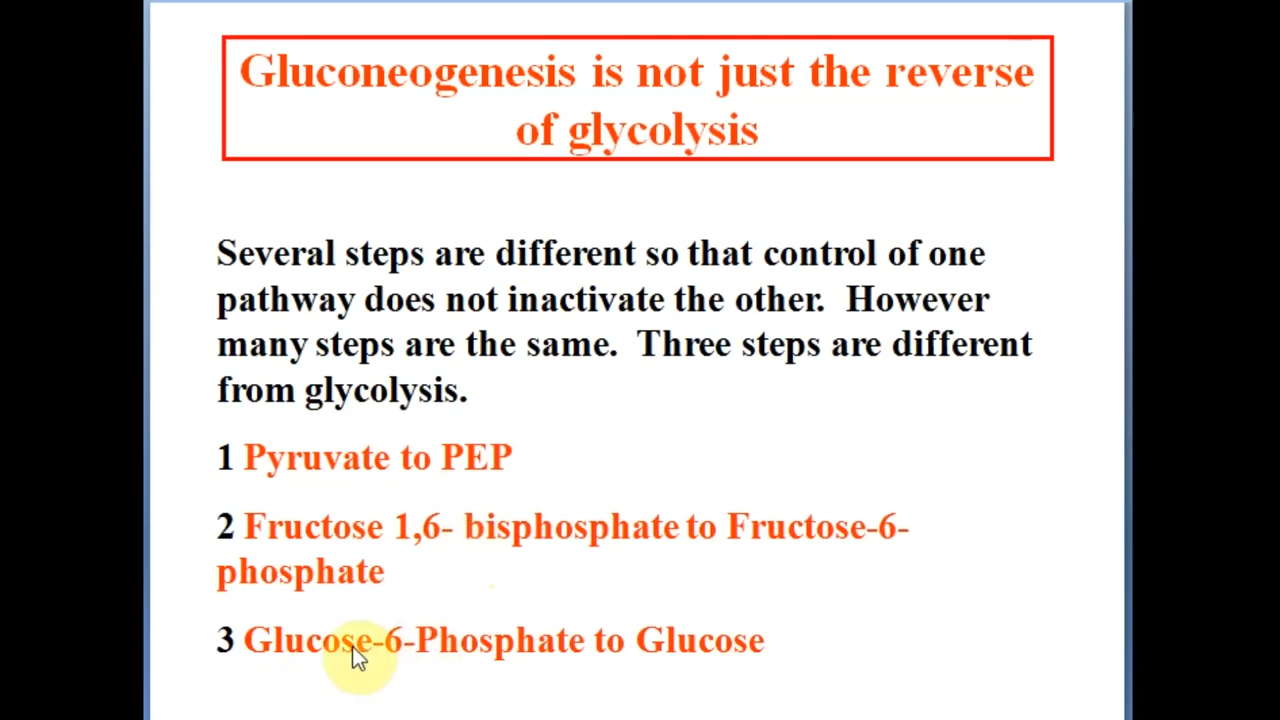 Gluconeogenesis is not just the reverse
of glycolysis
Several steps are different so that control of one
pathway does not inactivate the other. However
many steps are the same. Three steps are different
from glycolysis.
1 Pyruvate to PEP
2 Fructose 1,6- bisphosphate to Fructose-6-
phosphate
3 Glucose-6-Phosphate to Glucose